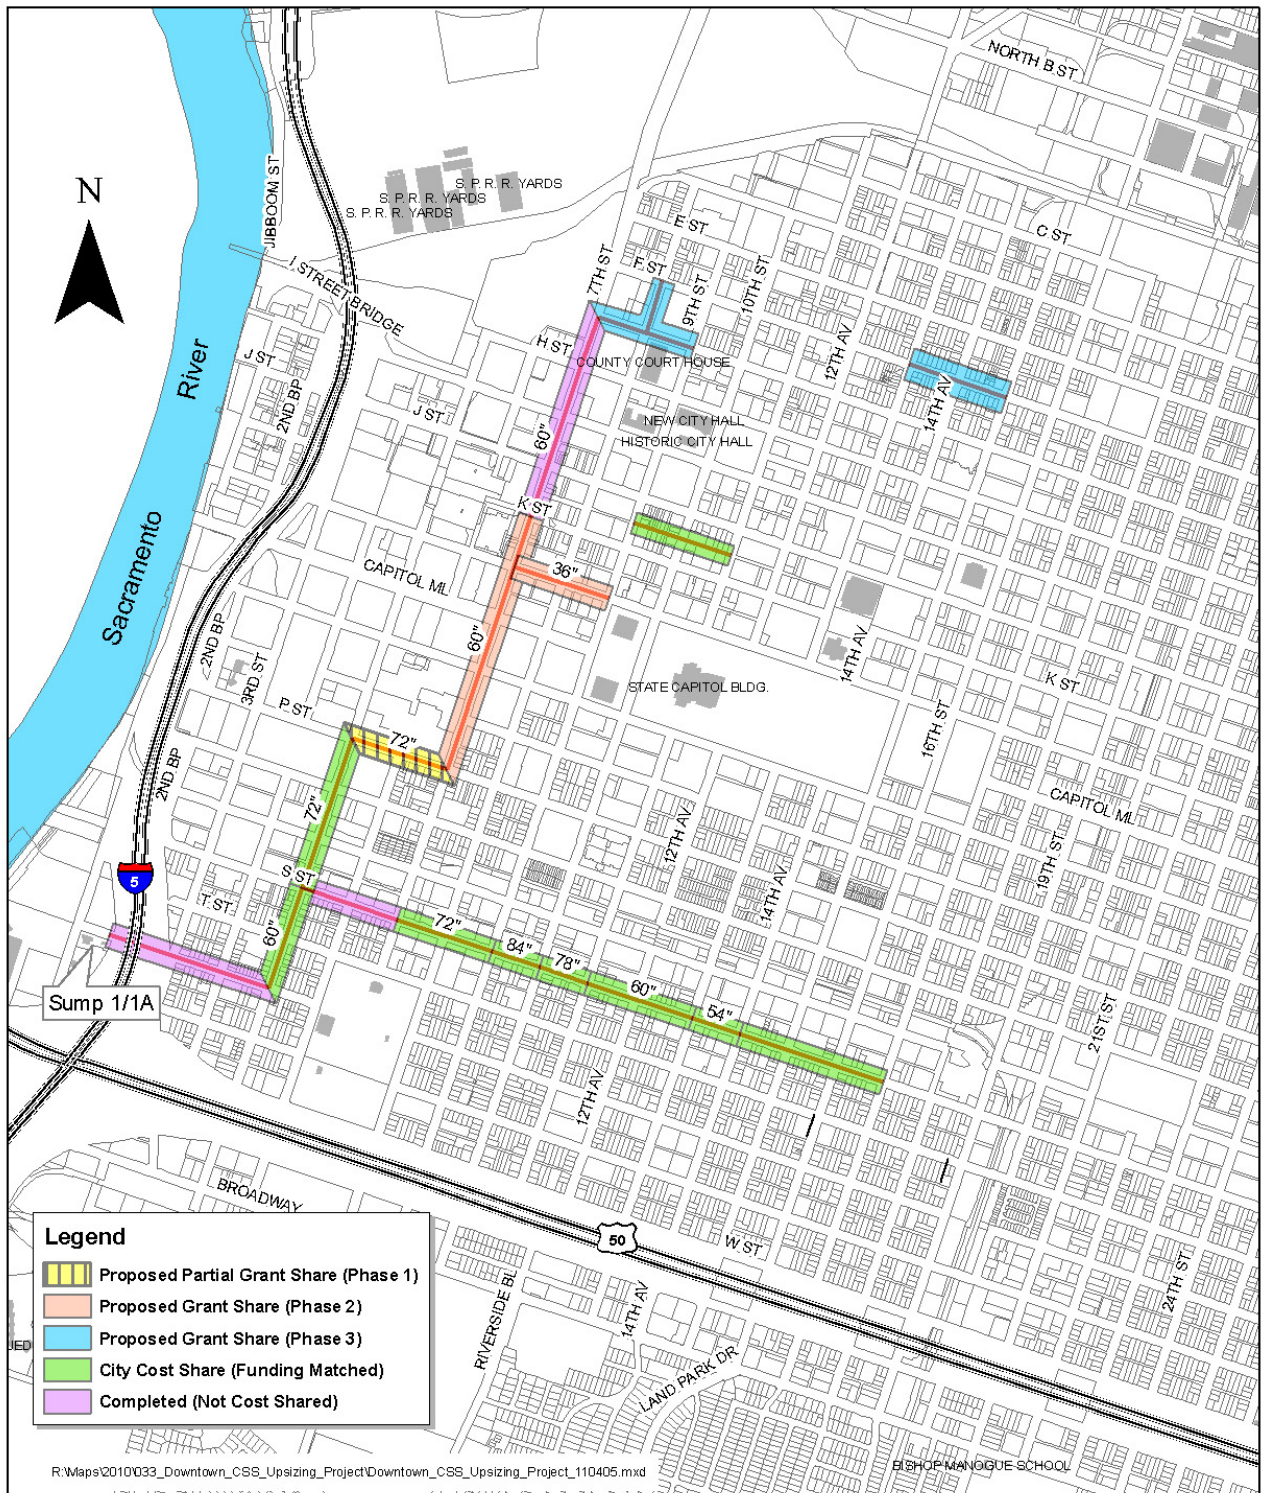 NORTH B ST
N
JIBBOOM ST
S. P. R. R. YARDS
S. P. R. R. YARDS
S. P. R. R. YARDS
E ST
C ST
7TH ST
F ST
9TH ST
10TH ST
I STREET BRIDGE
12TH AV
H ST
J ST
COUNTY COURT HOUSE
River
2ND BP
J ST
14TH AV
NEW CITY HALL
HISTORIC CITY HALL
60"
K ST
Sacramento
CAPITOL ML
36"
2ND BP
60"
14TH AV
3RD ST
STATE CAPITOL BLDG.
K ST
P ST
16TH ST
72"
2ND BP
72"
CAPITOL ML
12TH AV
5
S ST
19TH ST
14TH AV
T ST
60"
72"
84"
78"
60"
54"
Sump 1/1A
21ST ST
12TH AV
BROADWAY
50
W ST
24TH ST
RIVERSIDE BL
14TH AV
LAND PARK DR
Legend
Proposed Partial Grant Share (Phase 1)
Proposed Grant Share (Phase 2)
Proposed Grant Share (Phase 3)
City Cost Share (Funding Matched)
Completed (Not Cost Shared)
BISHOP MANOGUE SCHOOL
R:\Maps\2010\033_Downtown_CSS_Upsizing_Project\Downtown_CSS_Upsizing_Project_110405.mxd